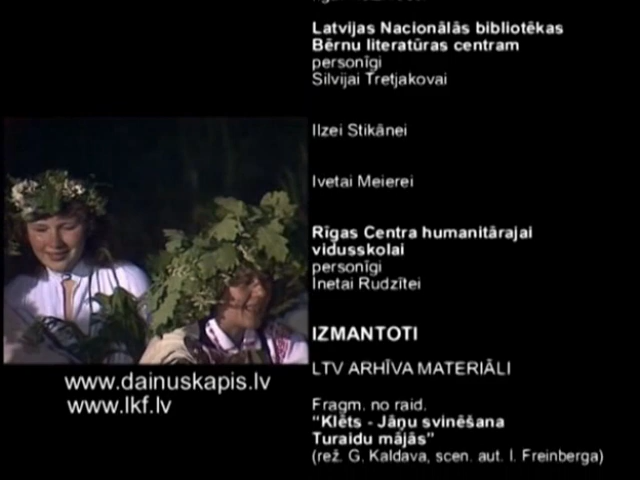 Latvijas Nacionālās bibliotēkas
Bērnu literatūras centram
personīgi
Silvijai Tretjakovai
Ilzei Stikānei
Ivetai Meierei
Rīgas Centra humanitārajai
vidusskolai
personīgi
Inetai Rudzītei
IZMANTOTI
LTV ARHĪVA MATERIĀLI
Fragm. no raid.
"Klēts - Jāņu svinēšana
Turaidu mājās"
(rež. G. Kaldava, scen. aut. I. Freinberga)
www.dainuskapis.lv
www.lkf.lv